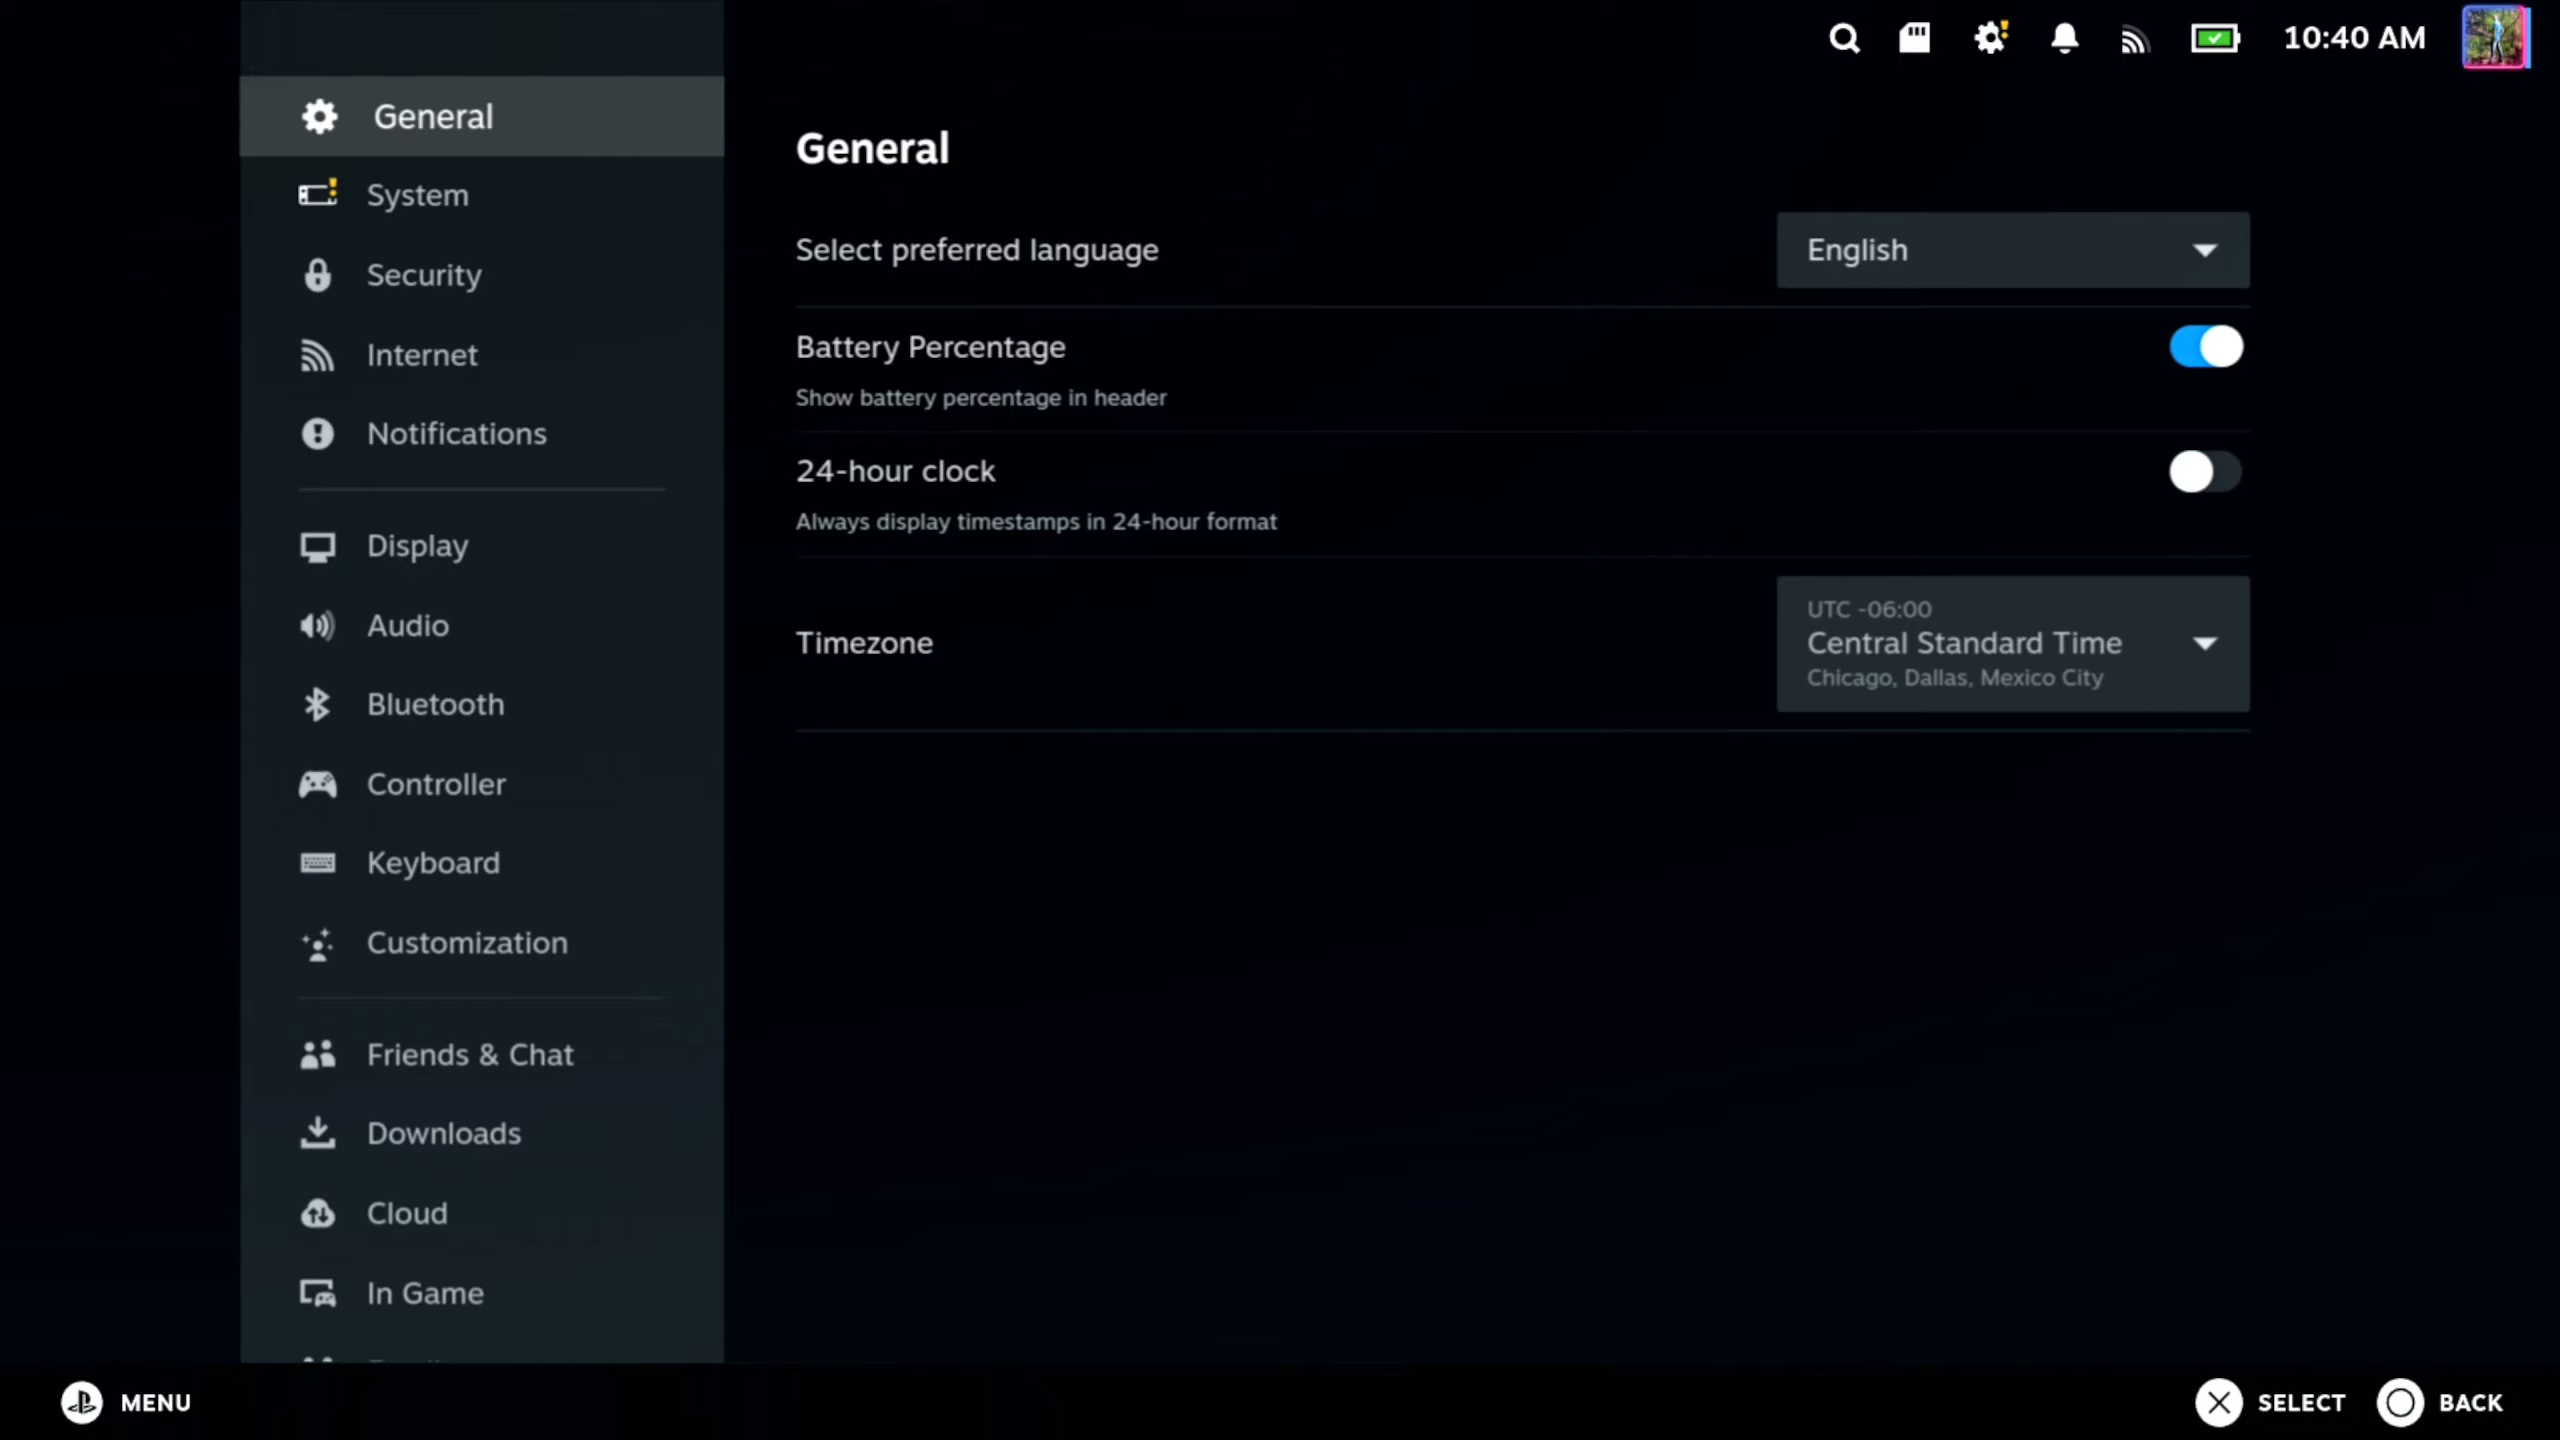 10:40 AM
General
System
Security
Internet
Notifications
Display
Audio
Bluetooth
Controller
Keyboard
Customization
Friends & Chat
Downloads
Cloud
In Game
General
Select preferred language
English
Battery Percentage
Show battery percentage in header
24-hour clock
Always display timestamps in 24-hour format
Timezone
UTC -06:00
Central Standard Time
Chicago, Dallas, Mexico City
MENU
SELECT
BACK